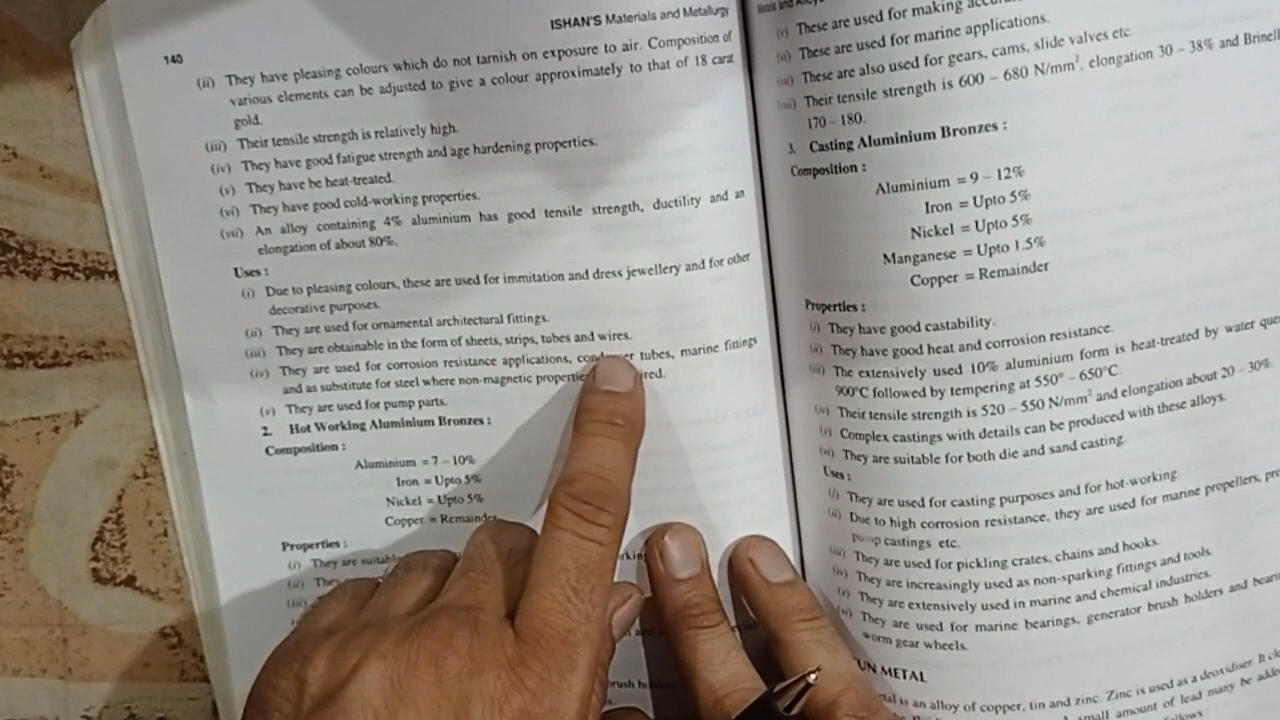 140
ISHAN'S Materials and Metallurgy
(ii) They have pleasing colours which do not tarnish on exposure to air. Composition of
various elements can be adjusted to give a colour approximately to that of 18 carat
gold.
(iii) Their tensile strength is relatively high.
(iv) They have good fatigue strength and age hardening properties.
(v) They have be heat-treated.
(vi) They have good cold-working properties.
(vii) An alloy containing 4% aluminium has good tensile strength, ductility and an
elongation of about 80%.
Uses :
(i) Due to pleasing colours, these are used for immitation and dress jewellery and for other
decorative purposes.
(ii) They are used for ornamental architectural fittings.
(iii) They are obtainable in the form of sheets, strips, tubes and wires.
(iv) They are used for corrosion resistance applications, tubes, marine fittings
and as substitute for steel where non-magnetic
(v) They are used for pump parts.
2. Hot Working Aluminium Bronzes :
Composition :
Aluminium = 7 – 10%
Iron = Upto 5%
Nickel = Upto 5%
Copper = Remainder
Properties :
(i) They are
(ii)
(iii)
and
(v) These are used for making
(vi) These are used for marine applications.
(vii) These are also used for gears, cams, slide valves etc.
(viii) Their tensile strength is 600 – 680 N/mm², elongation 30 – 38% and Brinell
170 – 180.
3. Casting Aluminium Bronzes :
Composition :
Aluminium = 9 – 12%
Iron = Upto 5%
Nickel = Upto 5%
Manganese = Upto 1.5%
Copper = Remainder
Properties :
(i) They have good castability.
(ii) They have good heat and corrosion resistance.
(iii) The extensively used 10% aluminium form is heat-treated by water
900°C followed by tempering at 550° – 650°C.
(iv) Their tensile strength is 520 – 550 N/mm² and elongation about 20 – 30%.
(v) Complex castings with details can be produced with these alloys.
(vi) They are suitable for both die and sand casting.
Uses :
(i) They are used for casting purposes and for hot-working.
(ii) Due to high corrosion resistance, they are used for marine propellers,
pump castings etc.
(iii) They are used for pickling crates, chains and hooks.
(iv) They are increasingly used as non-sparking fittings and tools.
(v) They are extensively used in marine and chemical industries.
(vi) They are used for marine bearings, generator brush holders and
worm gear wheels.
METAL
is an alloy of copper, tin and zinc. Zinc is used as a deoxidiser. It
small amount of lead many be